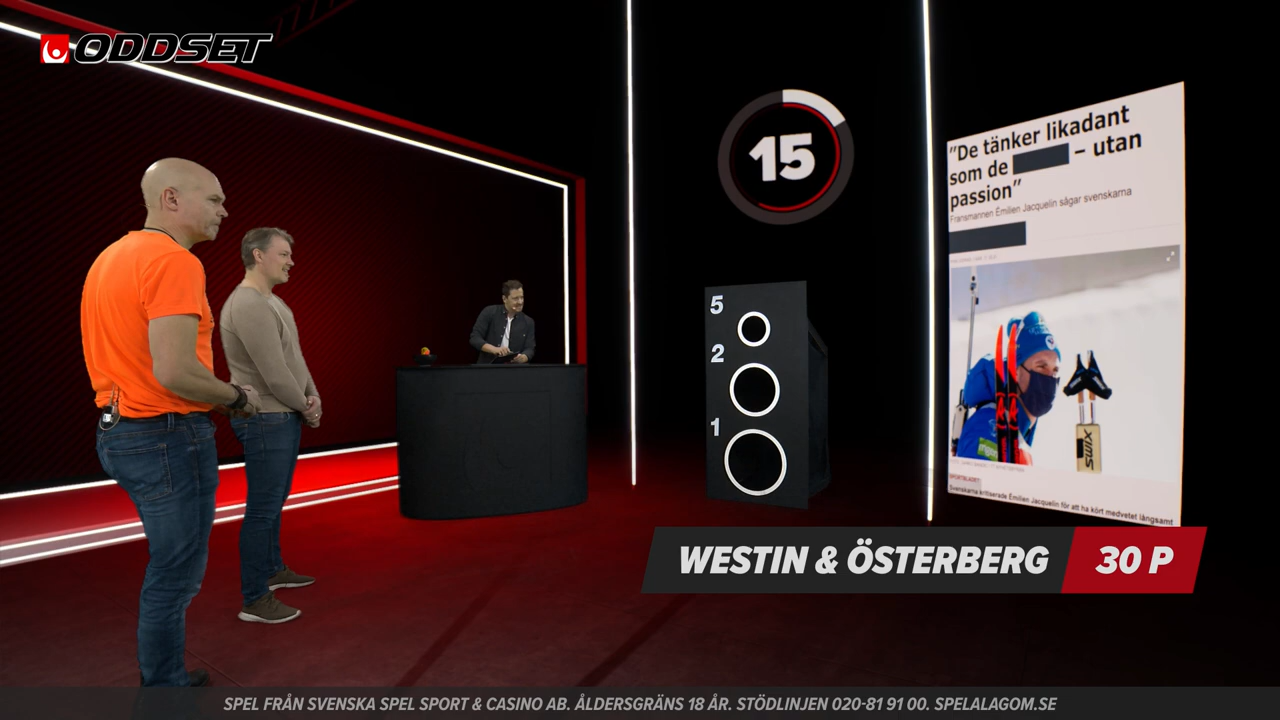 ODDSET
15
"De tänker likadant
som de – utan
passion"
Fransmannen Émilien Jacquelin sågar svenskarna
5
2
1
SWIX
SPORTBLADET
Svenskarna kritiserade Émilien Jacquelin för att ha kört medvetet långsamt
WESTIN & ÖSTERBERG 30 P
SPEL FRÅN SVENSKA SPEL SPORT & CASINO AB. ÅLDERSGRÄNS 18 ÅR. STÖDLINJEN 020-81 91 00. SPELALAGOM.SE